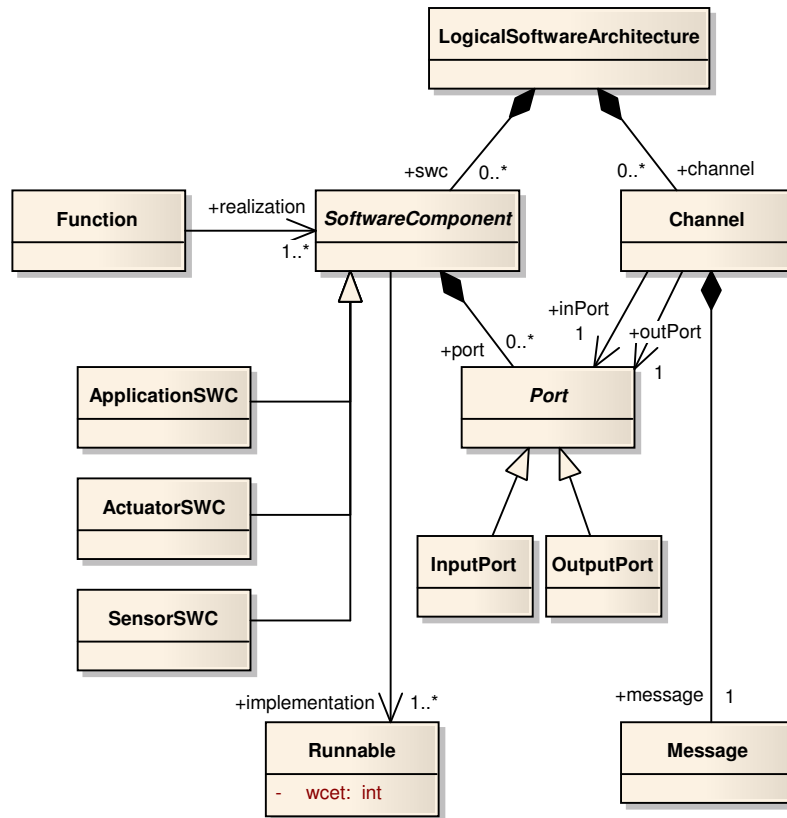 LogicalSoftwareArchitecture
+swc
0..*
0..*
+channel
Function
+realization
1..*
SoftwareComponent
Channel
+inPort
1
+outPort
1
+port
0..*
Port
ApplicationSWC
ActuatorSWC
SensorSWC
InputPort
OutputPort
+implementation
1..*
+message
1
Runnable
- wcet: int
Message